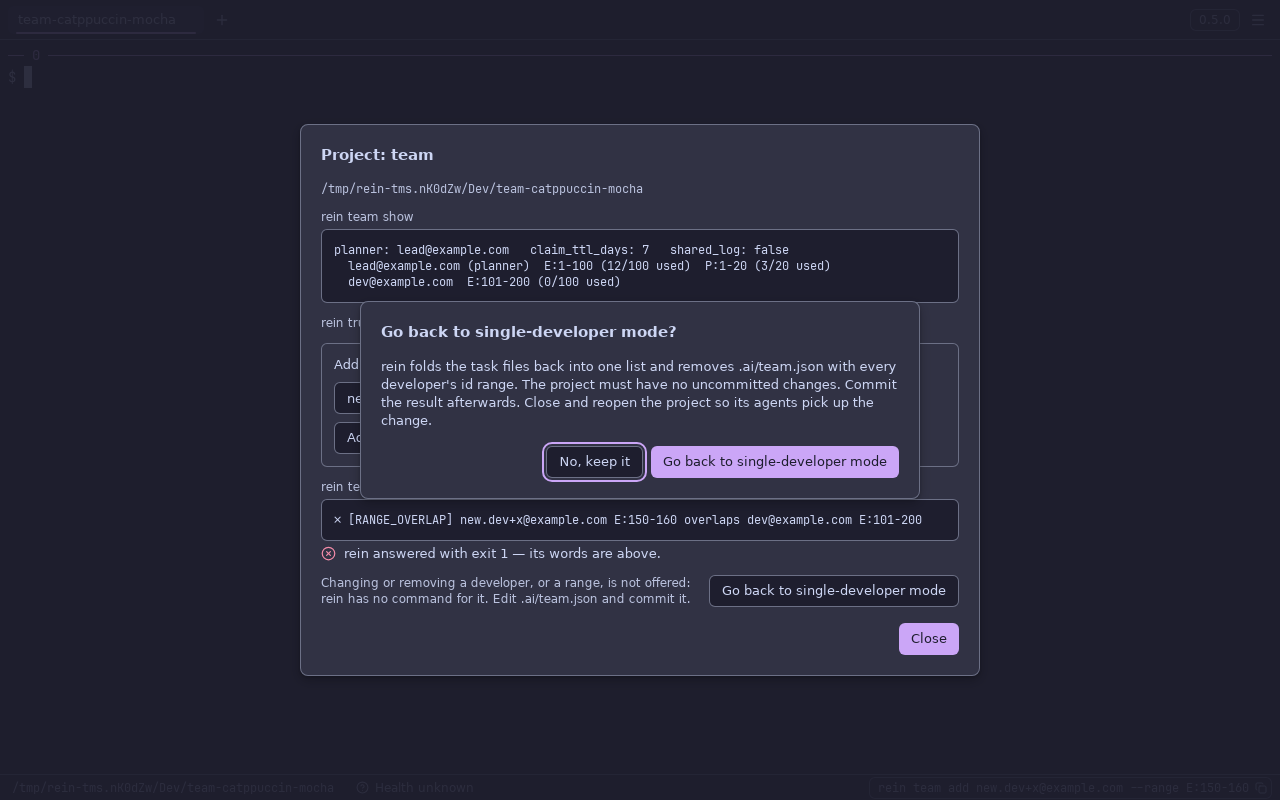 team-catppuccin-mocha +
0.5.0
0
$
Project: team
/tmp/rein-tms.nK0dZw/Dev/team-catppuccin-mocha
rein team show
planner: lead@example.com claim_ttl_days: 7 shared_log: false
lead@example.com (planner) E:1-100 (12/100 used) P:1-20 (3/20 used)
dev@example.com E:101-200 (0/100 used)
Add
Go back to single-developer mode?
rein folds the task files back into one list and removes .ai/team.json with every
developer's id range. The project must have no uncommitted changes. Commit
the result afterwards. Close and reopen the project so its agents pick up the
change.
No, keep it
Go back to single-developer mode
× [RANGE_OVERLAP] new.dev+x@example.com E:150-160 overlaps dev@example.com E:101-200
rein answered with exit 1 — its words are above.
Changing or removing a developer, or a range, is not offered:
rein has no command for it. Edit .ai/team.json and commit it.
Go back to single-developer mode
Close
/tmp/rein-tms.nK0dZw/Dev/team-catppuccin-mocha
Health unknown
rein team add new.dev+x@example.com --range E:150-160